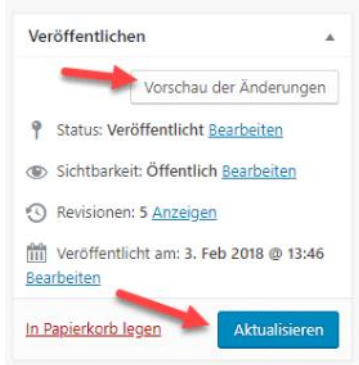 Veröffentlichen
Vorschau der Änderungen
Status: Veröffentlicht Bearbeiten
Sichtbarkeit: Öffentlich Bearbeiten
Revisionen: 5 Anzeigen
Veröffentlicht am: 3. Feb 2018 @ 13:46
Bearbeiten
In Papierkorb legen Aktualisieren